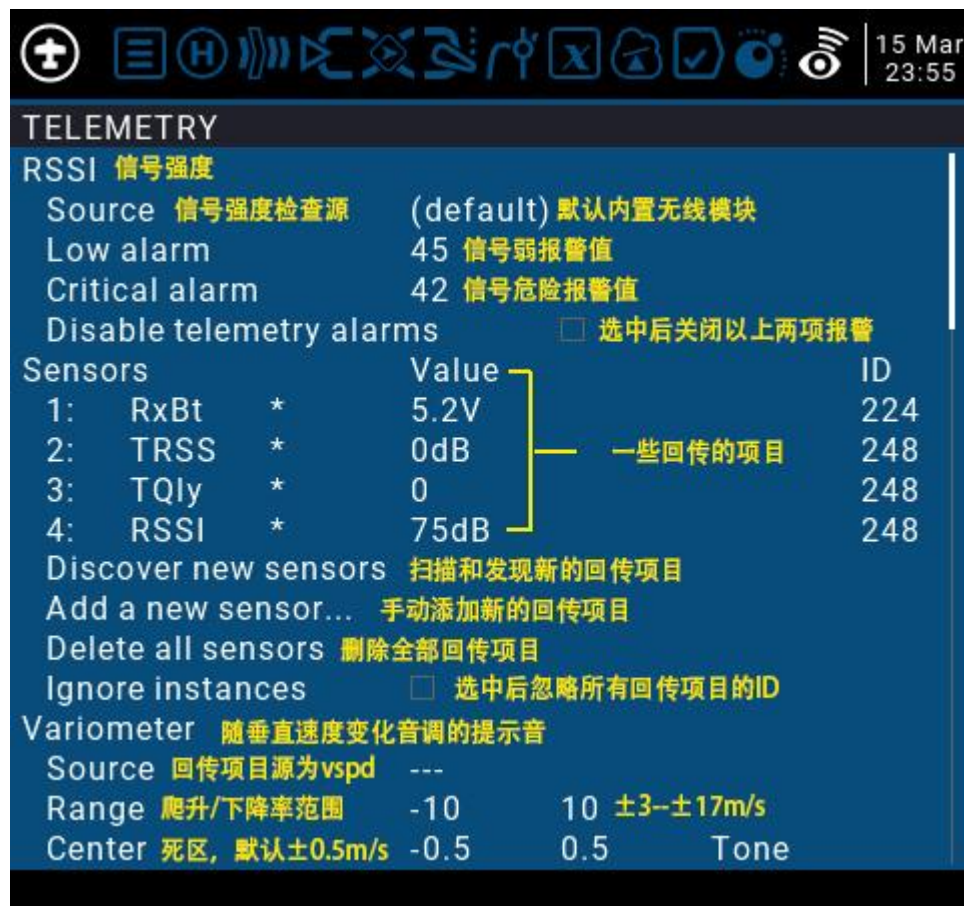 15 Mar
23:55
TELEMETRY
RSSI 信号强度
Source 信号强度检查源 (default) 默认内置无线模块
Low alarm 45 信号弱报警值
Critical alarm 42 信号危险报警值
Disable telemetry alarms 选中后关闭以上两项报警
Sensors Value ID
1: RxBt * 5.2V 224
2: TRSS * 0dB 一些回传的项目 248
3: TQly * 0 248
4: RSSI * 75dB 248
Discover new sensors 扫描和发现新的回传项目
Add a new sensor... 手动添加新的回传项目
Delete all sensors 删除全部回传项目
Ignore instances 选中后忽略所有回传项目的ID
Variometer 随垂直速度变化音调的提示音
Source 回传项目源为vspd ---
Range 爬升/下降率范围 -10 10 ±3--±17m/s
Center 死区，默认±0.5m/s -0.5 0.5 Tone